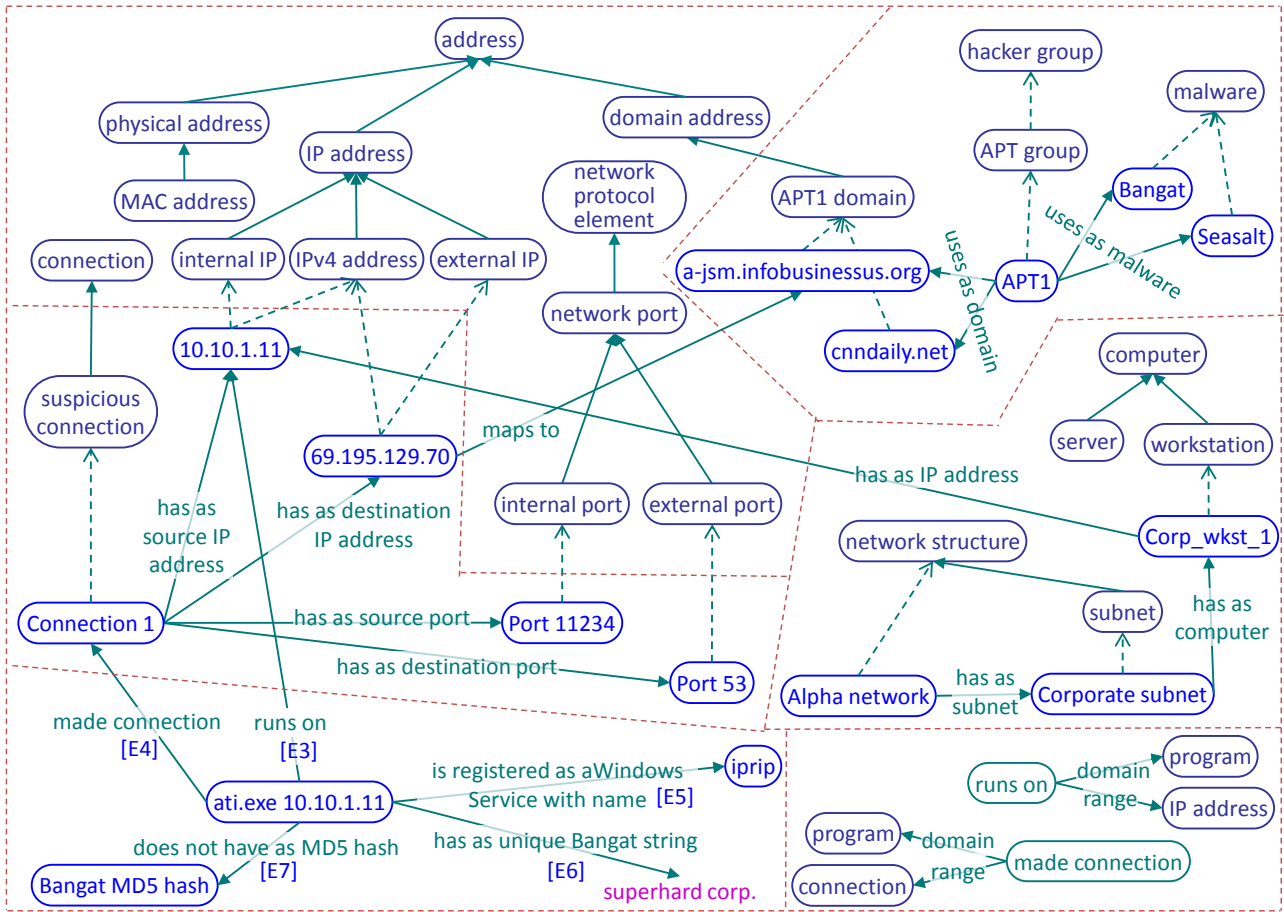 address
hacker group
malware
physical address
domain address
IP address
APT group
network
protocol
element
MAC address
APT1 domain
Bangat
uses as malware
Seasalt
connection
internal IP
IPv4 address
external IP
a-jsm.infobusinessus.org
uses as domain
APT1
network port
10.10.1.11
cnndaily.net
computer
suspicious
connection
maps to
server
workstation
69.195.129.70
has as IP address
internal port
external port
has as
source IP
address
has as destination
IP address
network structure
Corp_wkst_1
Connection 1
has as source port
Port 11234
subnet
has as
computer
has as destination port
Port 53
Alpha network
has as
subnet
Corporate subnet
made connection
[E4]
runs on
[E3]
is registered as aWindows
Service with name [E5]
iprip
ati.exe 10.10.1.11
has as unique Bangat string
[E6]
superhard corp.
does not have as MD5 hash
[E7]
Bangat MD5 hash
runs on
domain
range
program
IP address
program
domain
range
made connection
connection